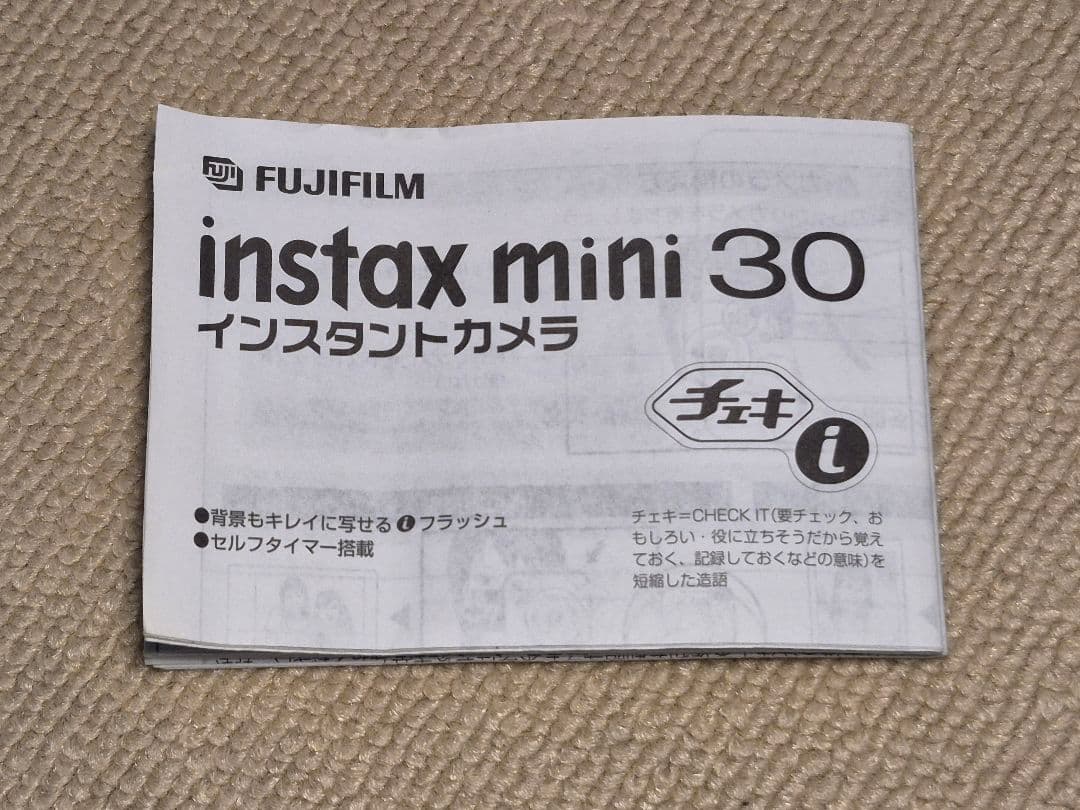 FUJI FUJIFILM
instax mini 30
インスタントカメラ
チェキ
i
●背景もキレイに写せるiフラッシュ
●セルフタイマー搭載
チェキ=CHECK IT(要チェック、お
もしろい・役に立ちそうだから覚え
ておく、記録しておくなどの意味)を
短縮した造語